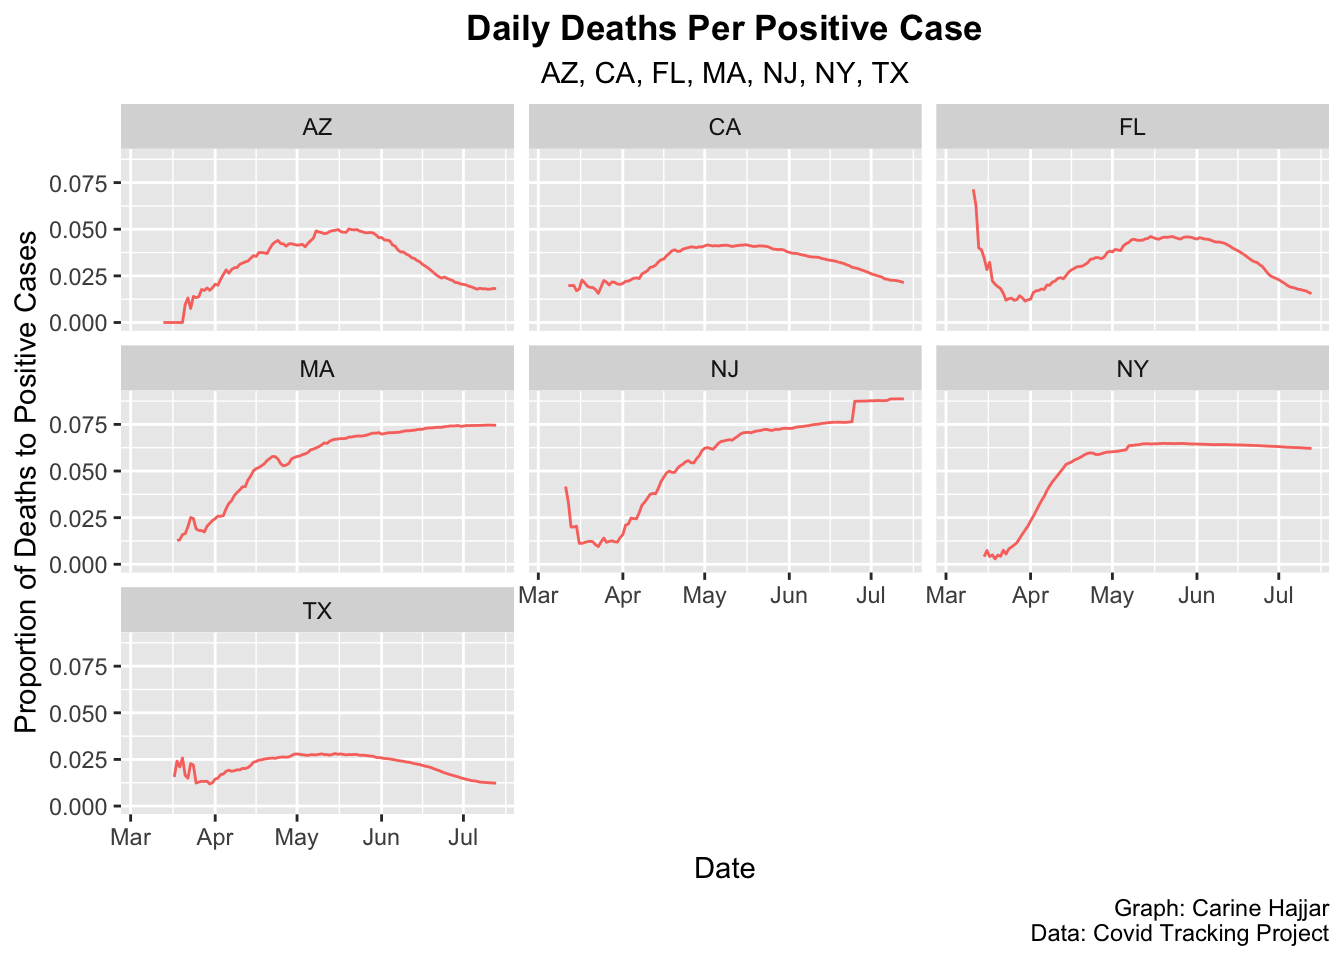 Daily Deaths Per Positive Case
AZ, CA, FL, MA, NJ, NY, TX
Proportion of Deaths to Positive Cases
AZ
CA
FL
0.075
0.050
0.025
0.000
MA
NJ
NY
0.075
0.050
0.025
0.000
Mar Apr May Jun Jul
Mar Apr May Jun Jul
TX
0.075
0.050
0.025
0.000
Mar Apr May Jun Jul
Date
Graph: Carine Hajjar
Data: Covid Tracking Project